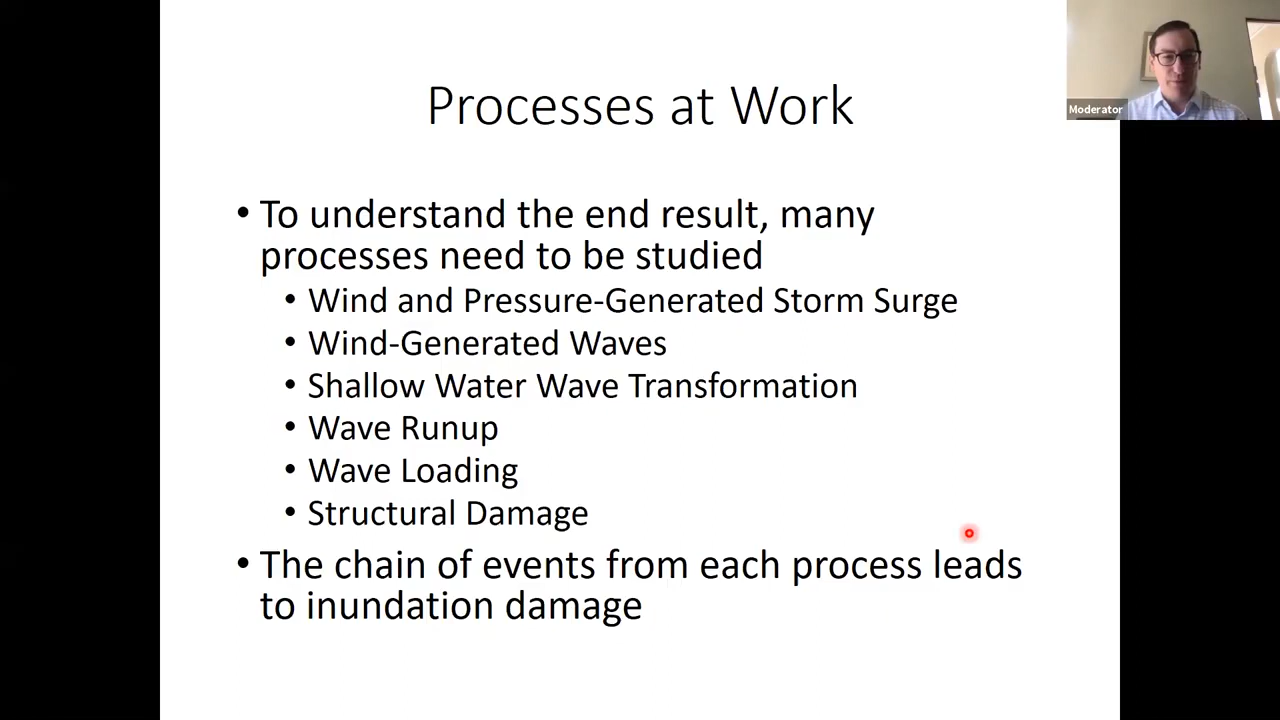 Processes at Work
Moderator
• To understand the end result, many
processes need to be studied
• Wind and Pressure-Generated Storm Surge
• Wind-Generated Waves
• Shallow Water Wave Transformation
• Wave Runup
• Wave Loading
• Structural Damage
• The chain of events from each process leads
to inundation damage